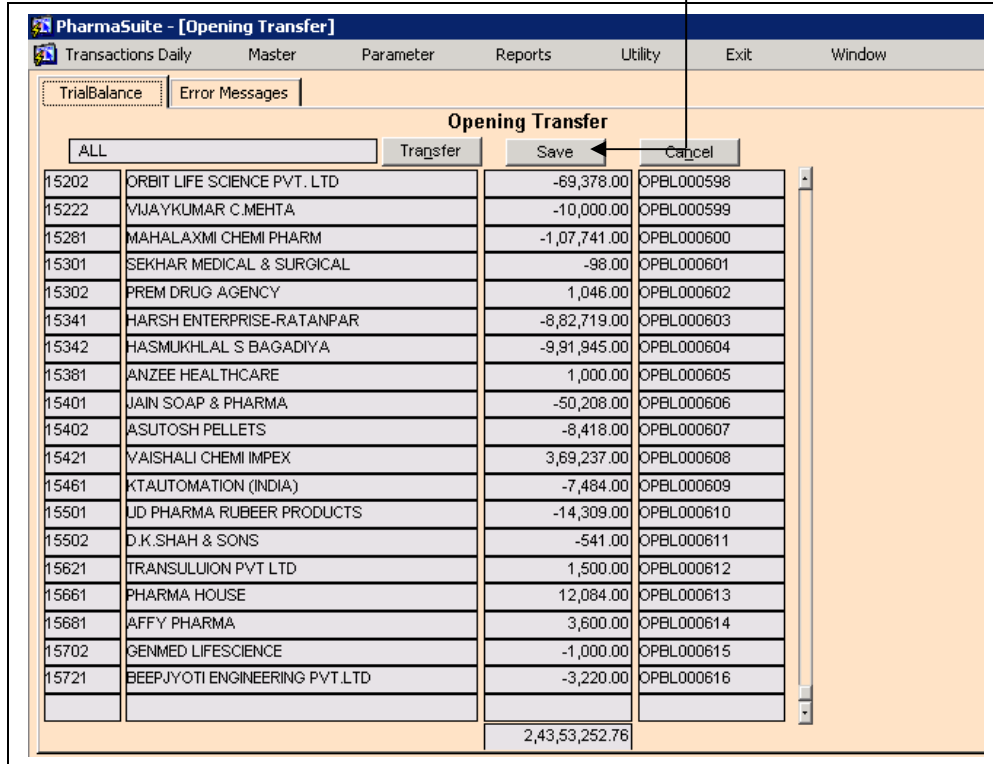 PharmaSuite - [Opening Transfer]
Transactions Daily Master Parameter Reports Utility Exit Window
TrialBalance Error Messages
Opening Transfer
ALL Transfer Save Cancel
15202 ORBIT LIFE SCIENCE PVT. LTD -69,378.00 OPBL000598
15222 VIJAYKUMAR C.MEHTA -10,000.00 OPBL000599
15281 MAHALAXMI CHEMI PHARM -1,07,741.00 OPBL000600
15301 SEKHAR MEDICAL & SURGICAL -98.00 OPBL000601
15302 PREM DRUG AGENCY 1,046.00 OPBL000602
15341 HARSH ENTERPRISE-RATANPAR -8,82,719.00 OPBL000603
15342 HASMUKHLAL S BAGADIYA -9,91,945.00 OPBL000604
15381 ANZEE HEALTHCARE 1,000.00 OPBL000605
15401 JAIN SOAP & PHARMA -50,208.00 OPBL000606
15402 ASUTOSH PELLETS -8,418.00 OPBL000607
15421 VAISHALI CHEMI IMPEX 3,69,237.00 OPBL000608
15461 KTAUTOMATION (INDIA) -7,484.00 OPBL000609
15501 UD PHARMA RUBEER PRODUCTS -14,309.00 OPBL000610
15502 D.K.SHAH & SONS -541.00 OPBL000611
15621 TRANSULUION PVT LTD 1,500.00 OPBL000612
15661 PHARMA HOUSE 12,084.00 OPBL000613
15681 AFFY PHARMA 3,600.00 OPBL000614
15702 GENMED LIFESCIENCE -1,000.00 OPBL000615
15721 BEEPJYOTI ENGINEERING PVT.LTD -3,220.00 OPBL000616
2,43,53,252.76